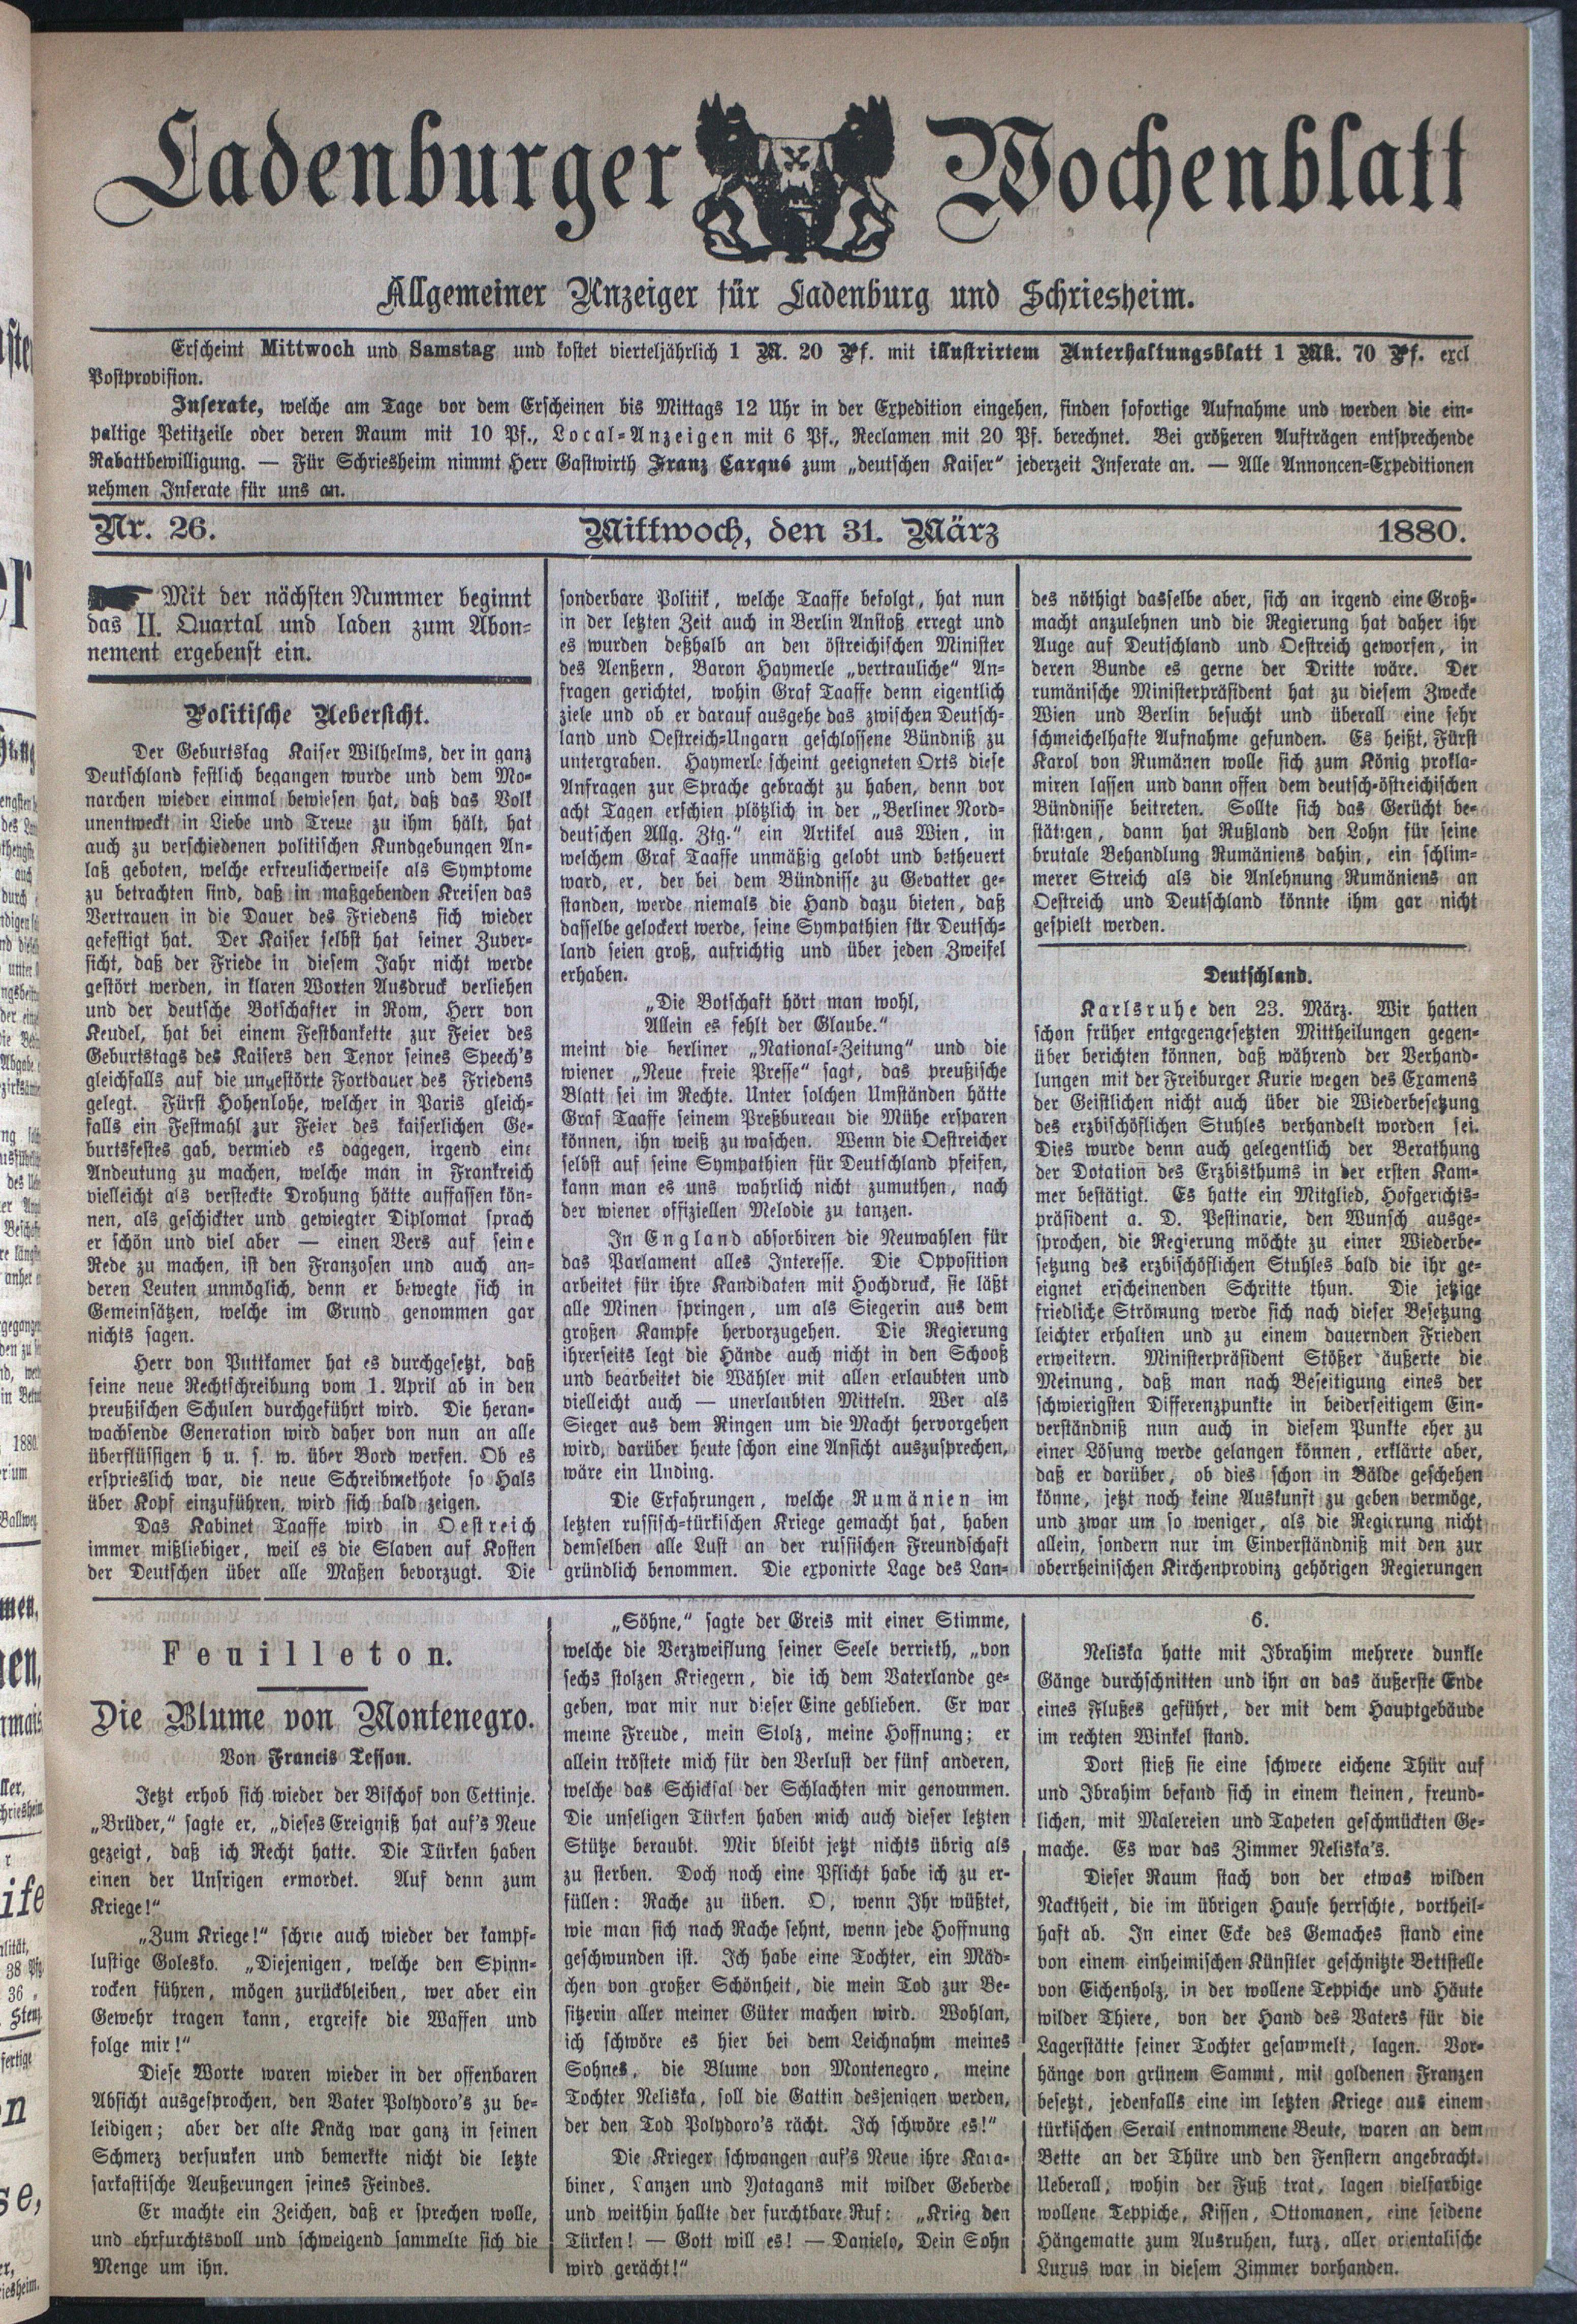 Ladenburger Wochenblatt
Allgemeiner Anzeiger für Ladenburg und Schriesheim.
Erscheint Mittwoch und Samstag und kostet vierteljährlich 1 M. 20 Pf. mit illustrirtem Unterhaltungsblatt 1 Mk. 70 Pf. excl
Postprovision.
Inserate, welche am Tage vor dem Erscheinen bis Mittags 12 Uhr in der Expedition eingehen, finden sofortige Aufnahme und werden die ein-
paltige Petitzeile oder deren Raum mit 10 Pf., Local-Anzeigen mit 6 Pf., Reclamen mit 20 Pf. berechnet. Bei größeren Aufträgen entsprechende
Rabattbewilligung. — Für Schriesheim nimmt Herr Gastwirth Franz Carqué zum „deutschen Kaiser" jederzeit Inserate an. — Alle Annoncen-Expeditionen
nehmen Inserate für uns an.
Nr. 26. Mittwoch, den 31. März 1880.
Mit der nächsten Nummer beginnt
das II. Quartal und laden zum Abon-
nement ergebenst ein.
Politische Uebersicht.
Der Geburtstag Kaiser Wilhelms, der in ganz
Deutschland festlich begangen wurde und dem Mo-
narchen wieder einmal bewiesen hat, daß das Volk
unentweckt in Liebe und Treue zu ihm hält, hat
auch zu verschiedenen politischen Kundgebungen An-
laß geboten, welche erfreulicherweise als Symptome
zu betrachten sind, daß in maßgebenden Kreisen das
Vertrauen in die Dauer des Friedens sich wieder
gefestigt hat. Der Kaiser selbst hat seiner Zuver-
sicht, daß der Friede in diesem Jahr nicht werde
gestört werden, in klaren Worten Ausdruck verliehen
und der deutsche Botschafter in Rom, Herr von
Keudel, hat bei einem Festbankette zur Feier des
Geburtstags des Kaisers den Tenor seines Speech's
gleichfalls auf die ungestörte Fortdauer des Friedens
gelegt. Fürst Hohenlohe, welcher in Paris gleich-
falls ein Festmahl zur Feier des kaiserlichen Ge-
burtsfestes gab, vermied es dagegen, irgend eine
Andeutung zu machen, welche man in Frankreich
vielleicht als versteckte Drohung hätte auffassen kön-
nen, als geschickter und gewiegter Diplomat sprach
er schön und viel aber — einen Vers auf seine
Rede zu machen, ist den Franzosen und auch an-
deren Leuten unmöglich, denn er bewegte sich in
Gemeinsätzen, welche im Grund genommen gar
nichts sagen.
Herr von Puttkamer hat es durchgesetzt, daß
seine neue Rechtschreibung vom 1. April ab in den
preußischen Schulen durchgeführt wird. Die heran-
wachsende Generation wird daher von nun an alle
überflüssigen h u. s. w. über Bord werfen. Ob es
ersprieslich war, die neue Schreibmethote so Hals
über Kopf einzuführen, wird sich bald zeigen.
Das Kabinet Taaffe wird in Oestreich
immer mißliebiger, weil es die Slaven auf Kosten
der Deutschen über alle Maßen bevorzugt. Die
sonderbare Politik, welche Taaffe befolgt, hat nun
in der letzten Zeit auch in Berlin Anstoß erregt und
es wurden deßhalb an den östreichischen Minister
des Aeußern, Baron Haymerle „vertrauliche" An-
fragen gerichtet, wohin Graf Taaffe denn eigentlich
ziele und ob er darauf ausgehe das zwischen Deutsch-
land und Oestreich-Ungarn geschlossene Bündniß zu
untergraben. Haymerle scheint geeigneten Orts diese
Anfragen zur Sprache gebracht zu haben, denn vor
acht Tagen erschien plötzlich in der „Berliner Nord-
deutschen Allg. Ztg." ein Artikel aus Wien, in
welchem Graf Taaffe unmäßig gelobt und betheuert
ward, er, der bei dem Bündnisse zu Gevatter ge-
standen, werde niemals die Hand dazu bieten, daß
dasselbe gelockert werde, seine Sympathien für Deutsch-
land seien groß, aufrichtig und über jeden Zweifel
erhaben.
„Die Botschaft hört man wohl,
Allein es fehlt der Glaube."
meint die berliner „National-Zeitung" und die
wiener „Neue freie Presse" sagt, das preußische
Blatt sei im Rechte. Unter solchen Umständen hätte
Graf Taaffe seinem Preßbureau die Mühe ersparen
können, ihn weiß zu waschen. Wenn die Oestreicher
selbst auf seine Sympathien für Deutschland pfeifen,
kann man es uns wahrlich nicht zumuthen, nach
der wiener offiziellen Melodie zu tanzen.
In England absorbiren die Neuwahlen für
das Parlament alles Interesse. Die Opposition
arbeitet für ihre Kandidaten mit Hochdruck, sie läßt
alle Minen springen, um als Siegerin aus dem
großen Kampfe hervorzugehen. Die Regierung
ihrerseits legt die Hände auch nicht in den Schooß
und bearbeitet die Wähler mit allen erlaubten und
vielleicht auch — unerlaubten Mitteln. Wer als
Sieger aus dem Ringen um die Macht hervorgehen
wird, darüber heute schon eine Ansicht auszusprechen,
wäre ein Unding.
Die Erfahrungen, welche Rumänien im
letzten russisch-türkischen Kriege gemacht hat, haben
demselben alle Lust an der russischen Freundschaft
gründlich benommen. Die exponirte Lage des Lan-
des nöthigt dasselbe aber, sich an irgend eine Groß-
macht anzulehnen und die Regierung hat daher ihr
Auge auf Deutschland und Oestreich geworfen, in
deren Bunde es gerne der Dritte wäre. Der
rumänische Ministerpräsident hat zu diesem Zwecke
Wien und Berlin besucht und überall eine sehr
schmeichelhafte Aufnahme gefunden. Es heißt, Fürst
Karol von Rumänen wolle sich zum König prokla-
miren lassen und dann offen dem deutsch-östreichischen
Bündnisse beitreten. Sollte sich das Gerücht be-
stätigen, dann hat Rußland den Lohn für seine
brutale Behandlung Rumäniens dahin, ein schlim-
merer Streich als die Anlehnung Rumäniens an
Oestreich und Deutschland könnte ihm gar nicht
gespielt werden.
Deutschland.
Karlsruhe den 23. März. Wir hatten
schon früher entgegengesetzten Mittheilungen gegen-
über berichten können, daß während der Verhand-
lungen mit der Freiburger Kurie wegen des Examens
der Geistlichen nicht auch über die Wiederbesetzung
des erzbischöflichen Stuhles verhandelt worden sei.
Dies wurde denn auch gelegentlich der Berathung
der Dotation des Erzbisthums in der ersten Kam-
mer bestätigt. Es hatte ein Mitglied, Hofgerichts-
präsident a. D. Pestinarie, den Wunsch ausge-
sprochen, die Regierung möchte zu einer Wiederbe-
setzung des erzbischöflichen Stuhles bald die ihr ge-
eignet erscheinenden Schritte thun. Die jetzige
friedliche Strömung werde sich nach dieser Besetzung
leichter erhalten und zu einem dauernden Frieden
erweitern. Ministerpräsident Stößer äußerte die
Meinung, daß man nach Beseitigung eines der
schwierigsten Differenzpunkte in beiderseitigem Ein-
verständniß nun auch in diesem Punkte eher zu
einer Lösung werde gelangen können, erklärte aber,
daß er darüber, ob dies schon in Bälde geschehen
könne, jetzt noch keine Auskunft zu geben vermöge,
und zwar um so weniger, als die Regierung nicht
allein, sondern nur im Einverständniß mit den zur
oberrheinischen Kirchenprovinz gehörigen Regierungen
Feuilleton.
Die Blume von Montenegro.
Von Francis Tesson.
Jetzt erhob sich wieder der Bischof von Cettinje.
„Brüder," sagte er, „dieses Ereigniß hat auf's Neue
gezeigt, daß ich Recht hatte. Die Türken haben
einen der Unsrigen ermordet. Auf denn zum
Kriege!"
„Zum Kriege!" schrie auch wieder der kampf-
lustige Golesko. „Diejenigen, welche den Spinn-
rocken führen, mögen zurückbleiben, wer aber ein
Gewehr tragen kann, ergreife die Waffen und
folge mir!"
Diese Worte waren wieder in der offenbaren
Absicht ausgesprochen, den Vater Polydoro's zu be-
leidigen; aber der alte Knäg war ganz in seinen
Schmerz versunken und bemerkte nicht die letzte
sarkastische Aeußerungen seines Feindes.
Er machte ein Zeichen, daß er sprechen wolle,
und ehrfurchtsvoll und schweigend sammelte sich die
Menge um ihn.
„Söhne," sagte der Greis mit einer Stimme,
welche die Verzweiflung seiner Seele verrieth, „von
sechs stolzen Kriegern, die ich dem Vaterlande ge-
geben, war mir nur dieser Eine geblieben. Er war
meine Freude, mein Stolz, meine Hoffnung; er
allein tröstete mich für den Verlust der fünf anderen,
welche das Schicksal der Schlachten mir genommen.
Die unseligen Türken haben mich auch dieser letzten
Stütze beraubt. Mir bleibt jetzt nichts übrig als
zu sterben. Doch noch eine Pflicht habe ich zu er-
füllen: Rache zu üben. O, wenn Ihr wüßtet,
wie man sich nach Rache sehnt, wenn jede Hoffnung
geschwunden ist. Ich habe eine Tochter, ein Mäd-
chen von großer Schönheit, die mein Tod zur Be-
sitzerin aller meiner Güter machen wird. Wohlan,
ich schwöre es hier bei dem Leichnahm meines
Sohnes, die Blume von Montenegro, meine
Tochter Neliska, soll die Gattin desjenigen werden,
der den Tod Polydoro's rächt. Ich schwöre es!"
Die Krieger schwangen auf's Neue ihre Kara-
biner, Lanzen und Yatagans mit wilder Geberde
und weithin hallte der furchtbare Ruf: „Krieg den
Türken! — Gott will es! — Danielo, Dein Sohn
wird gerächt!"
6.
Neliska hatte mit Ibrahim mehrere dunkle
Gänge durchschnitten und ihn an das äußerste Ende
eines Flußes geführt, der mit dem Hauptgebäude
im rechten Winkel stand.
Dort stieß sie eine schwere eichene Thür auf
und Ibrahim befand sich in einem kleinen, freund-
lichen, mit Malereien und Tapeten geschmückten Ge-
mache. Es war das Zimmer Neliska's.
Dieser Raum stach von der etwas wilden
Nacktheit, die im übrigen Hause herrschte, vortheil-
haft ab. In einer Ecke des Gemaches stand eine
von einem einheimischen Künstler geschnitzte Bettstelle
von Eichenholz, in der wollene Teppiche und Häute
wilder Thiere, von der Hand des Vaters für die
Lagerstätte seiner Tochter gesammelt, lagen. Vor-
hänge von grünem Sammt, mit goldenen Franzen
besetzt, jedenfalls eine im letzten Kriege aus einem
türkischen Serail entnommene Beute, waren an dem
Bette an der Thüre und den Fenstern angebracht.
Ueberall, wohin der Fuß trat, lagen vielfarbige
wollene Teppiche, Kissen, Ottomanen, eine seidene
Hängematte zum Ausruhen, kurz, aller orientalische
Luxus war in diesem Zimmer vorhanden.